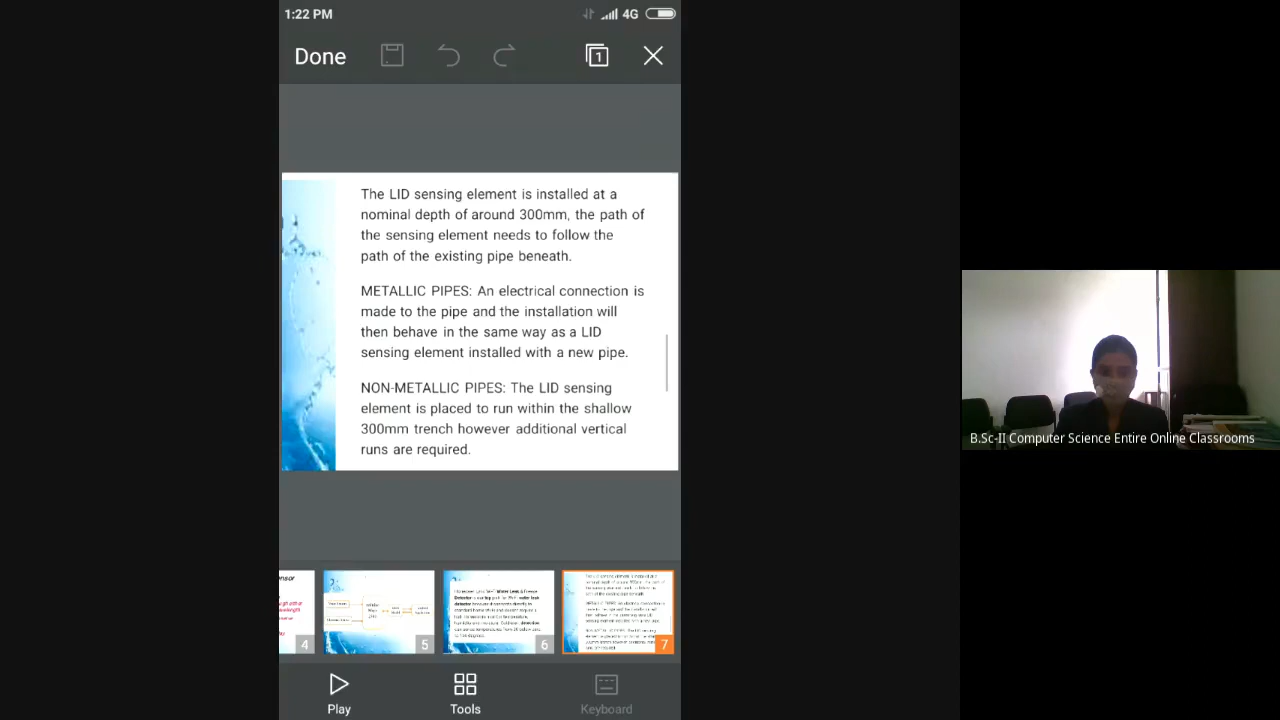 1:22 PM
4G
Done
1
The LID sensing element is installed at a
nominal depth of around 300mm, the path of
the sensing element needs to follow the
path of the existing pipe beneath.
METALLIC PIPES: An electrical connection is
made to the pipe and the installation will
then behave in the same way as a LID
sensing element installed with a new pipe.
NON-METALLIC PIPES: The LID sensing
element is placed to run within the shallow
300mm trench however additional vertical
runs are required.
B.Sc-II Computer Science Entire Online Classrooms
4
5
6
7
Play
Tools
Keyboard